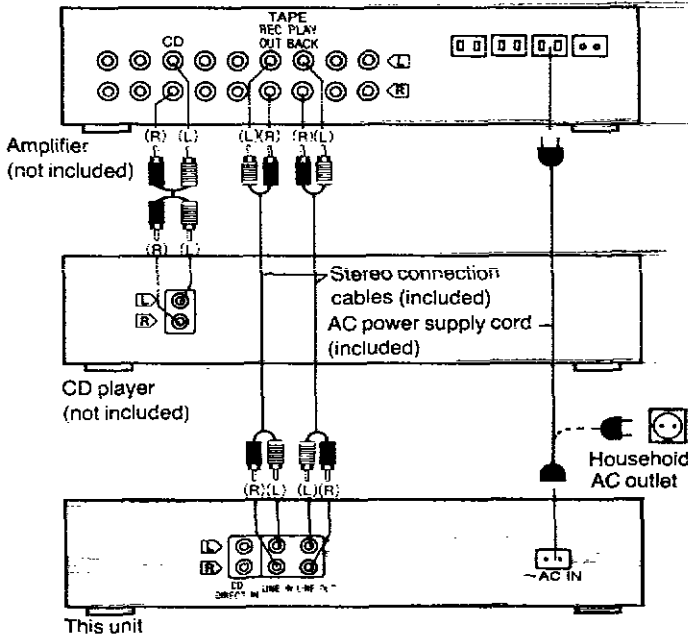 TAPE
REC PLAY
OUT BACK
CD
L
R
(R) (L)
(L)(R)
(R)(L)
Amplifier
(not included)
(R) (L)
Stereo connection
cables (included)
AC power supply cord
(included)
L
R
CD player
(not included)
Household
AC outlet
(R)(L)
(L)(R)
L
R
CD
DIRECT IN
LINE IN
LINE OUT
~AC IN
This unit